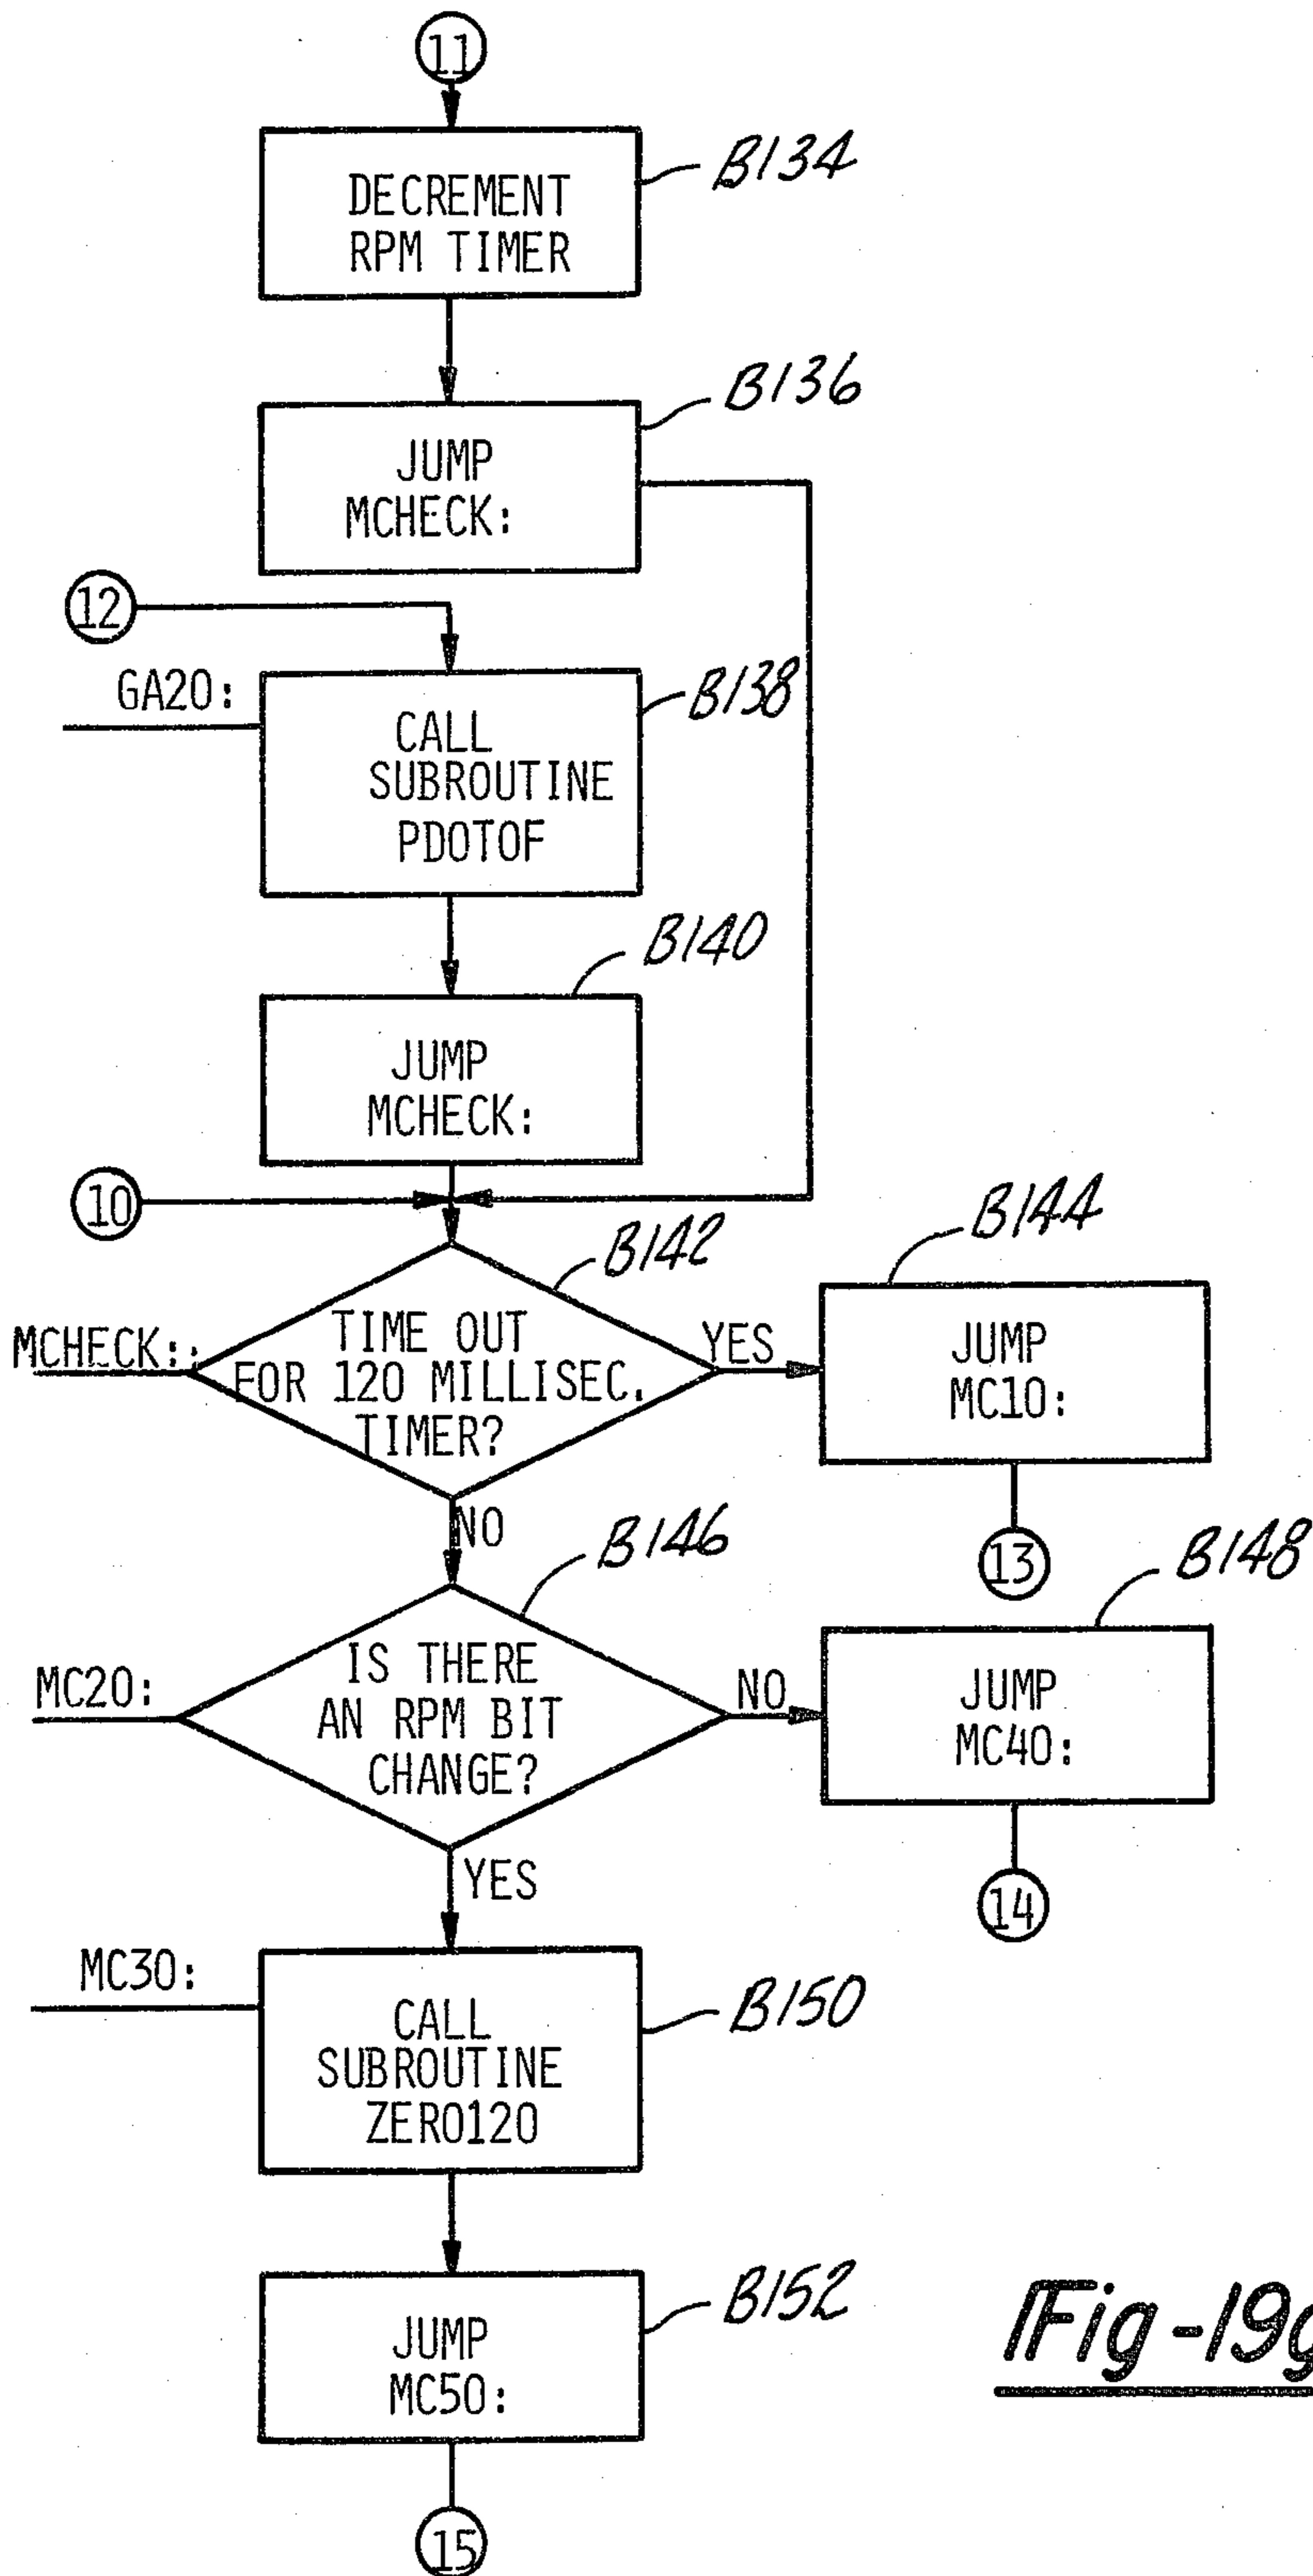 11
B134
DECREMENT
RPM TIMER
B136
JUMP
MCHECK:
12
GA20:
B138
CALL
SUBROUTINE
PDOTOF
B140
JUMP
MCHECK:
10
B142
B144
MCHECK:
TIME OUT
FOR 120 MILLISEC.
TIMER?
YES
JUMP
MC10:
NO
13
B146
B148
MC20:
IS THERE
AN RPM BIT
CHANGE?
NO
JUMP
MC40:
YES
14
MC30:
B150
CALL
SUBROUTINE
ZERO120
B152
JUMP
MC50:
Fig-19g
15